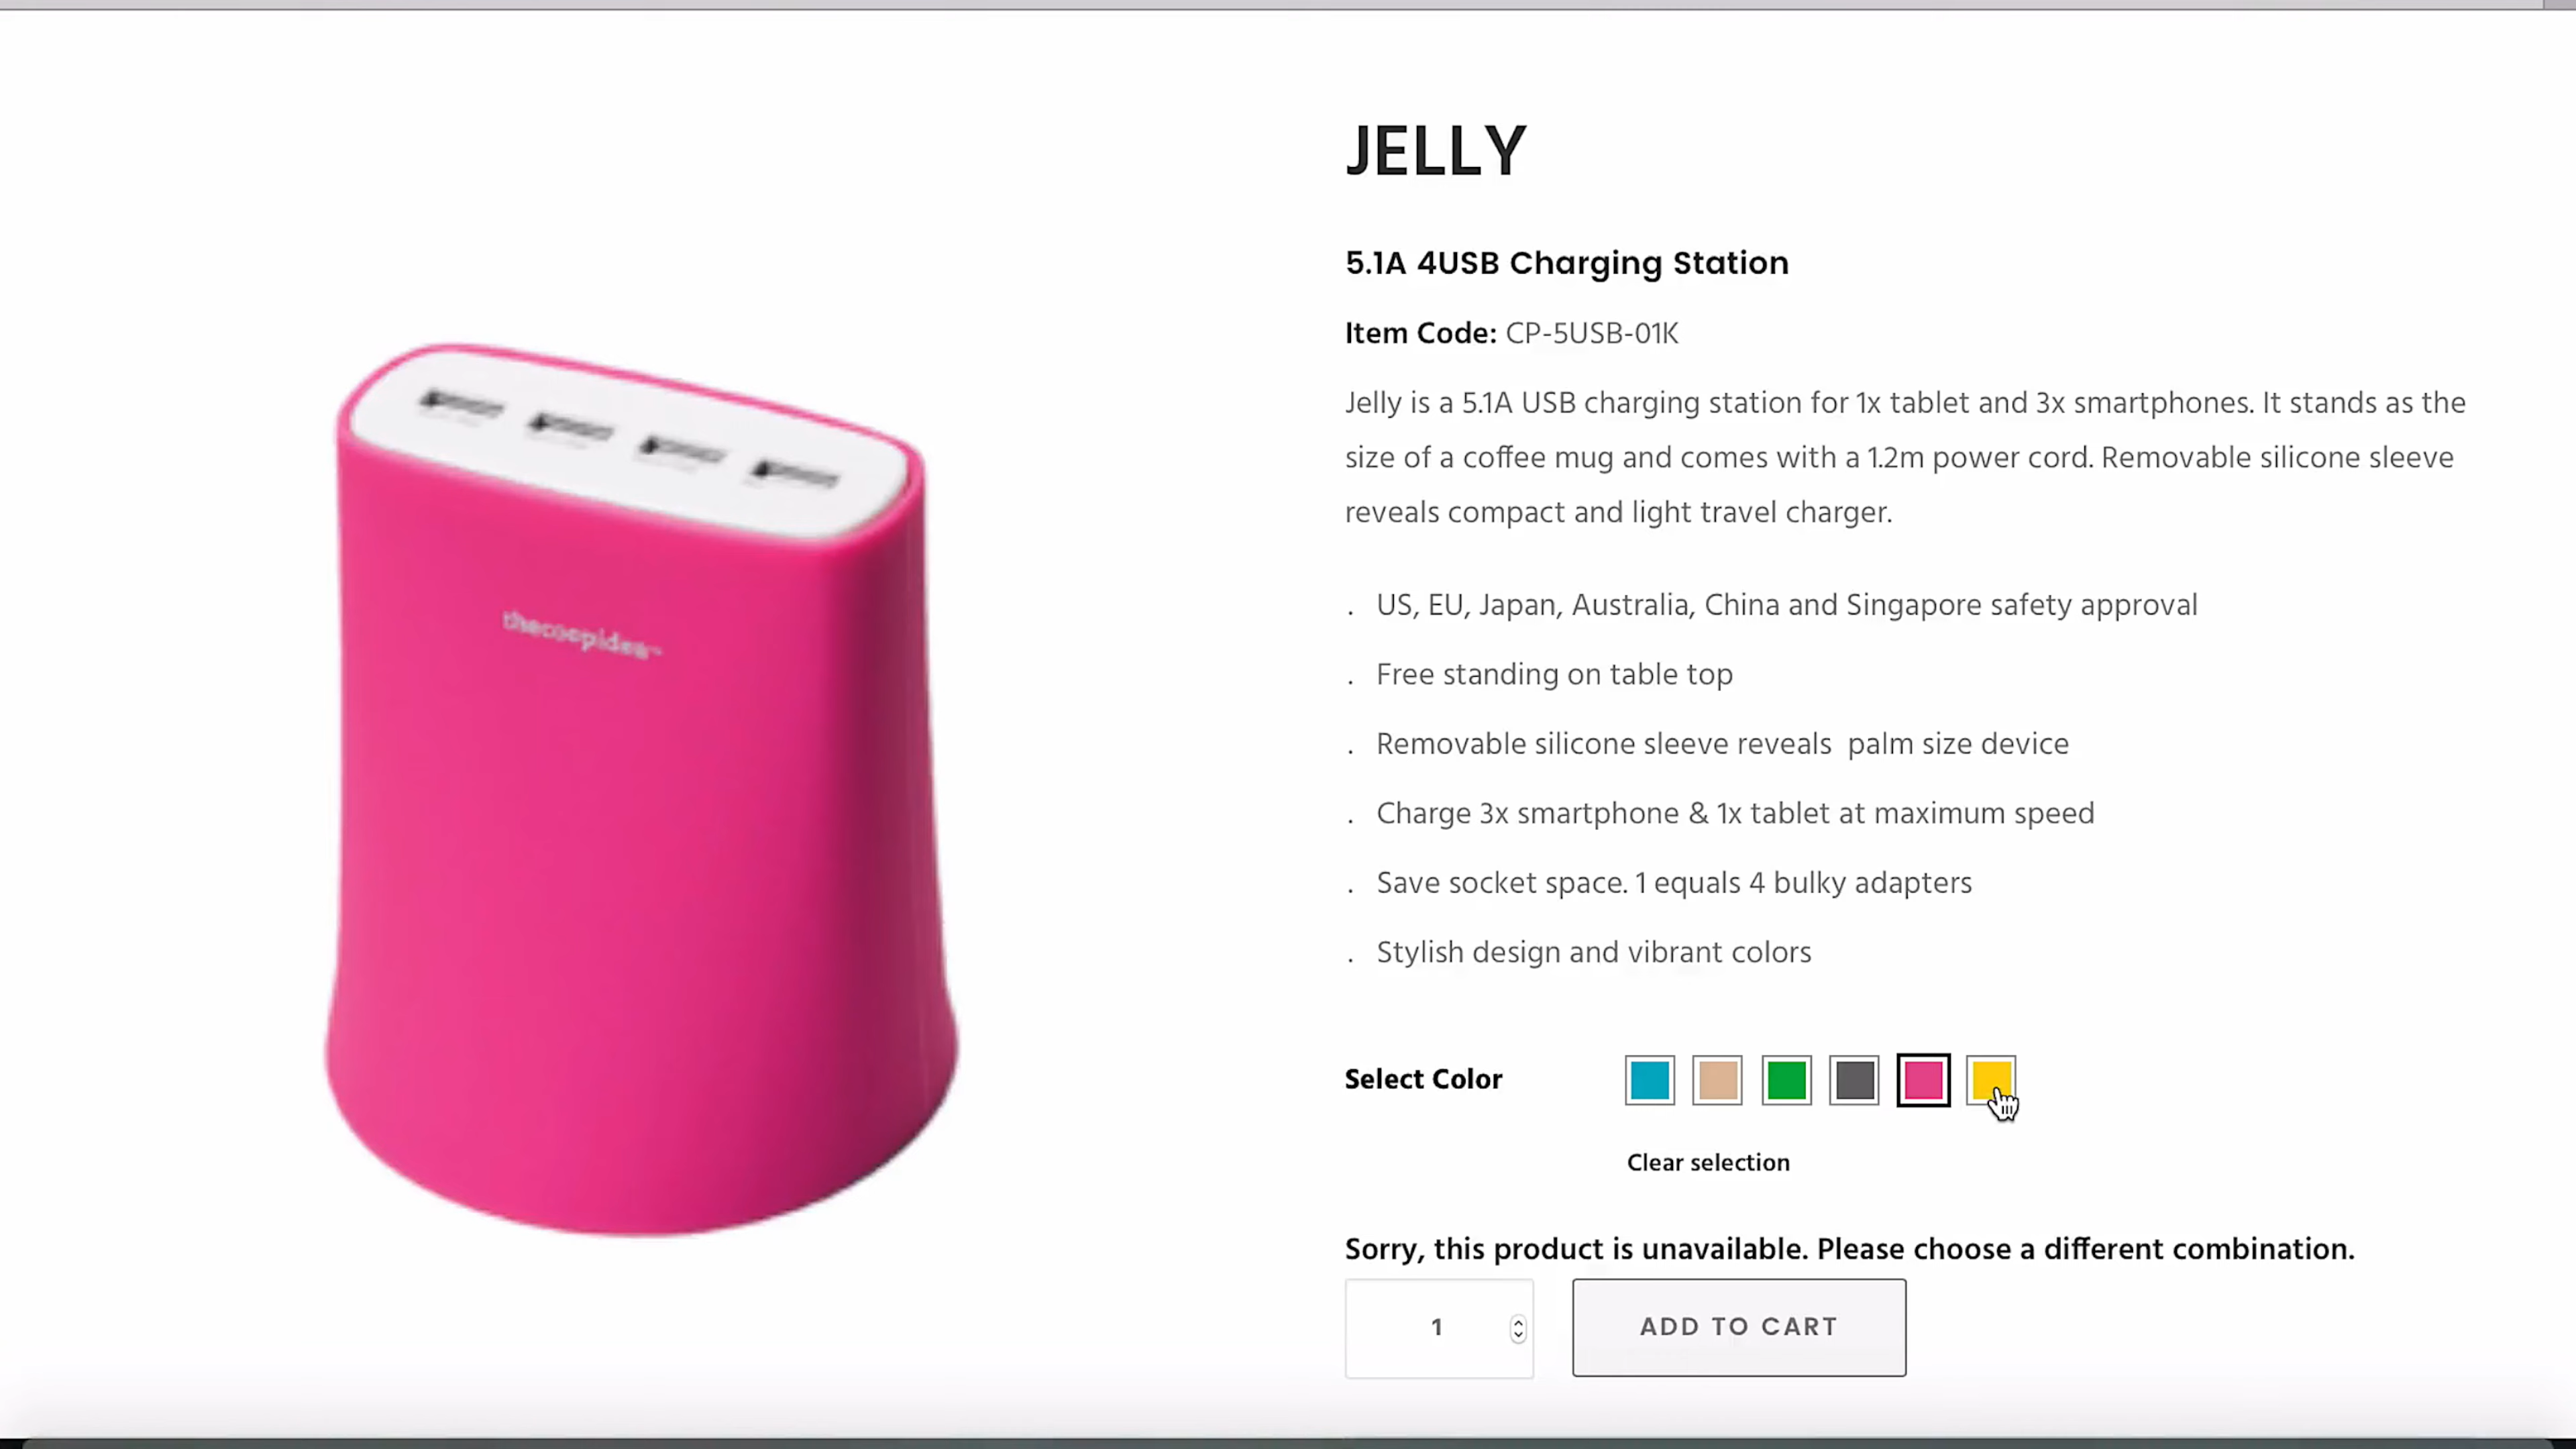 JELLY
5.1A 4USB Charging Station
Item Code: CP-5USB-01K
Jelly is a 5.1A USB charging station for 1x tablet and 3x smartphones. It stands as the
size of a coffee mug and comes with a 1.2m power cord. Removable silicone sleeve
reveals compact and light travel charger.
thecoopidea™
. US, EU, Japan, Australia, China and Singapore safety approval
. Free standing on table top
. Removable silicone sleeve reveals  palm size device
. Charge 3x smartphone & 1x tablet at maximum speed
. Save socket space. 1 equals 4 bulky adapters
. Stylish design and vibrant colors
Select Color
Clear selection
Sorry, this product is unavailable. Please choose a different combination.
1
ADD TO CART